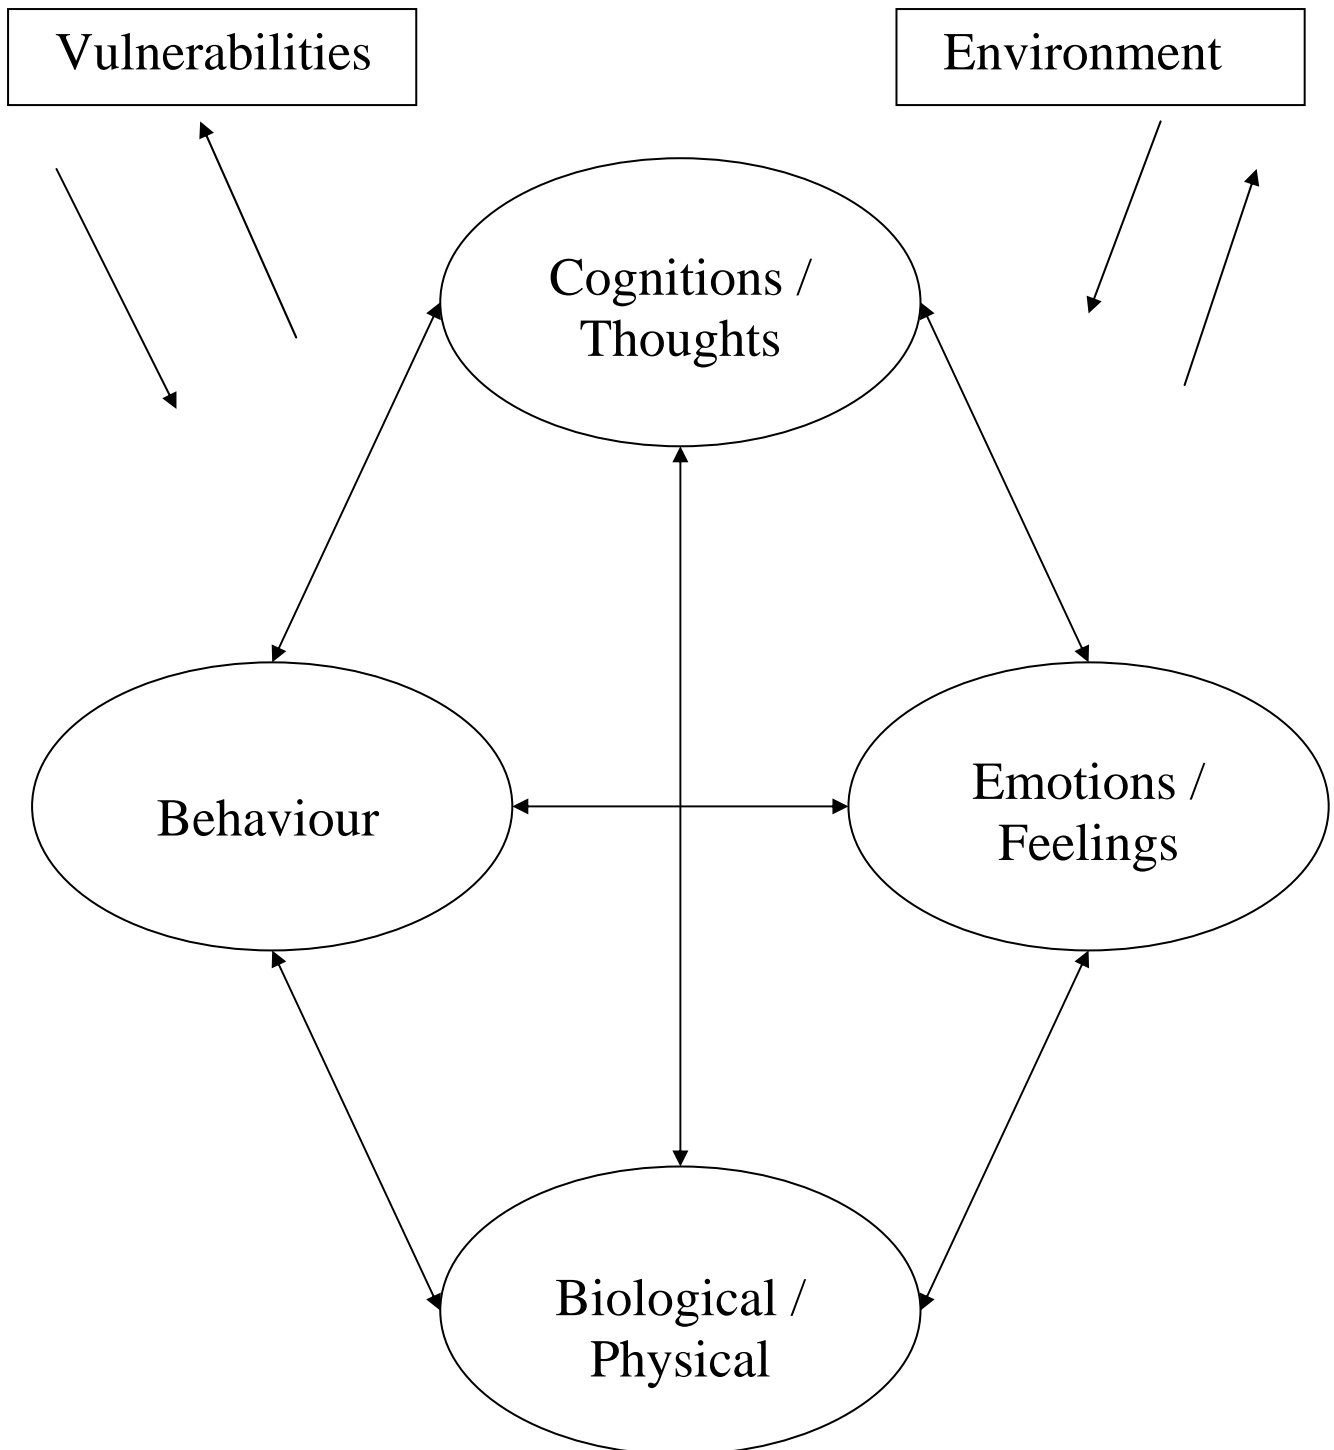 Vulnerabilities
Environment
Cognitions /
Thoughts
Behaviour
Emotions /
Feelings
Biological /
Physical